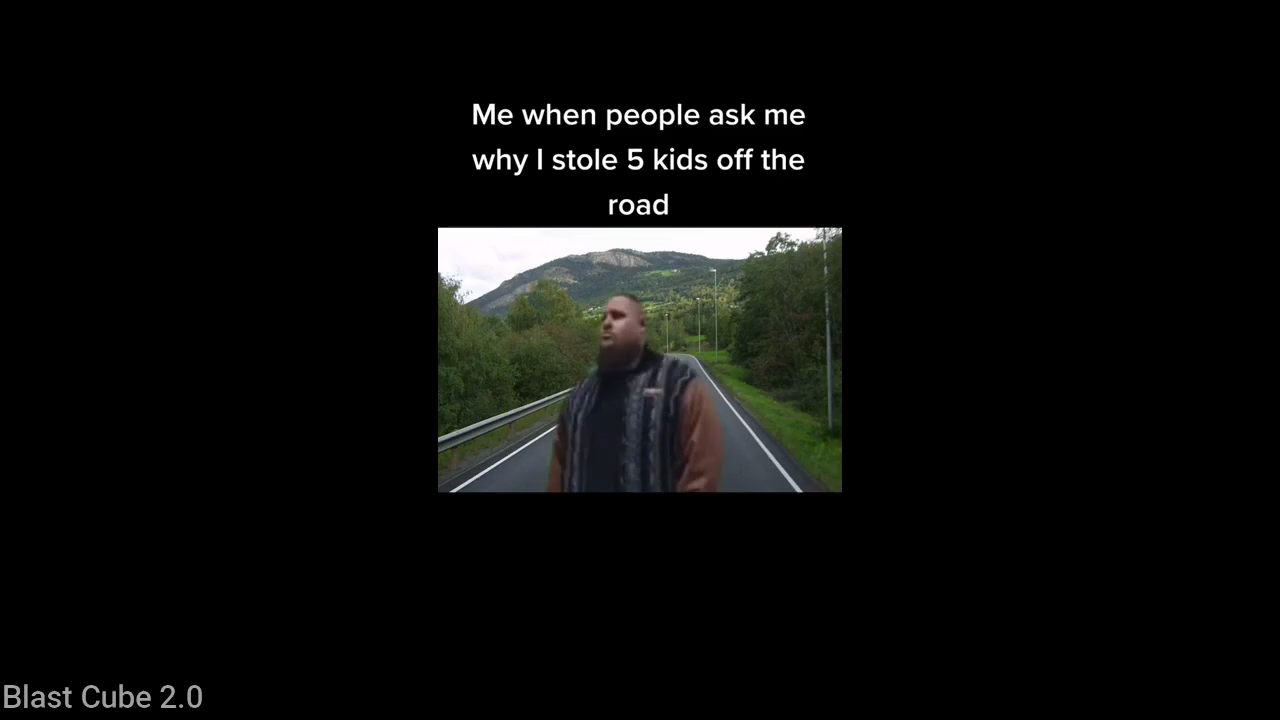 Me when people ask me
why I stole 5 kids off the
road
Blast Cube 2.0